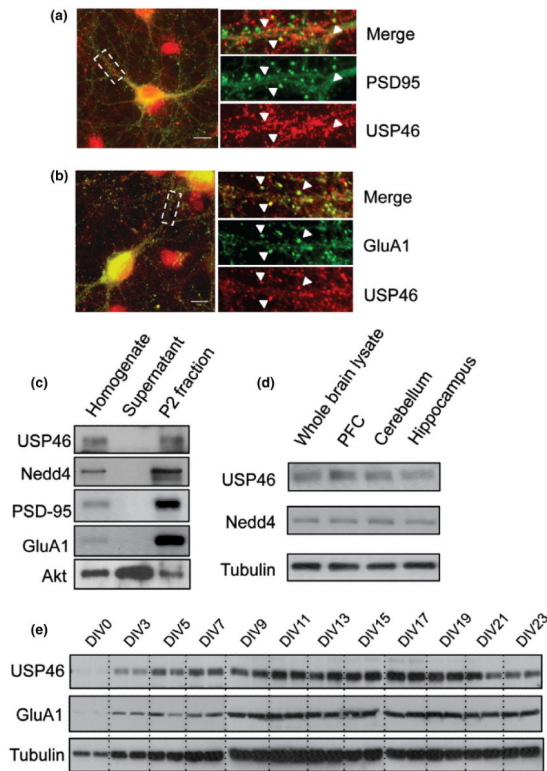 (a)
Merge
PSD95
USP46
(b)
Merge
GluA1
USP46
(c)
Homogenate
Supernatant
P2 fraction
USP46
Nedd4
PSD-95
GluA1
Akt
(d)
Whole brain lysate
PFC
Cerebellum
Hippocampus
USP46
Nedd4
Tubulin
(e)
DIV0 DIV3 DIV5 DIV7 DIV9 DIV11 DIV13 DIV15 DIV17 DIV19 DIV21 DIV23
USP46
GluA1
Tubulin